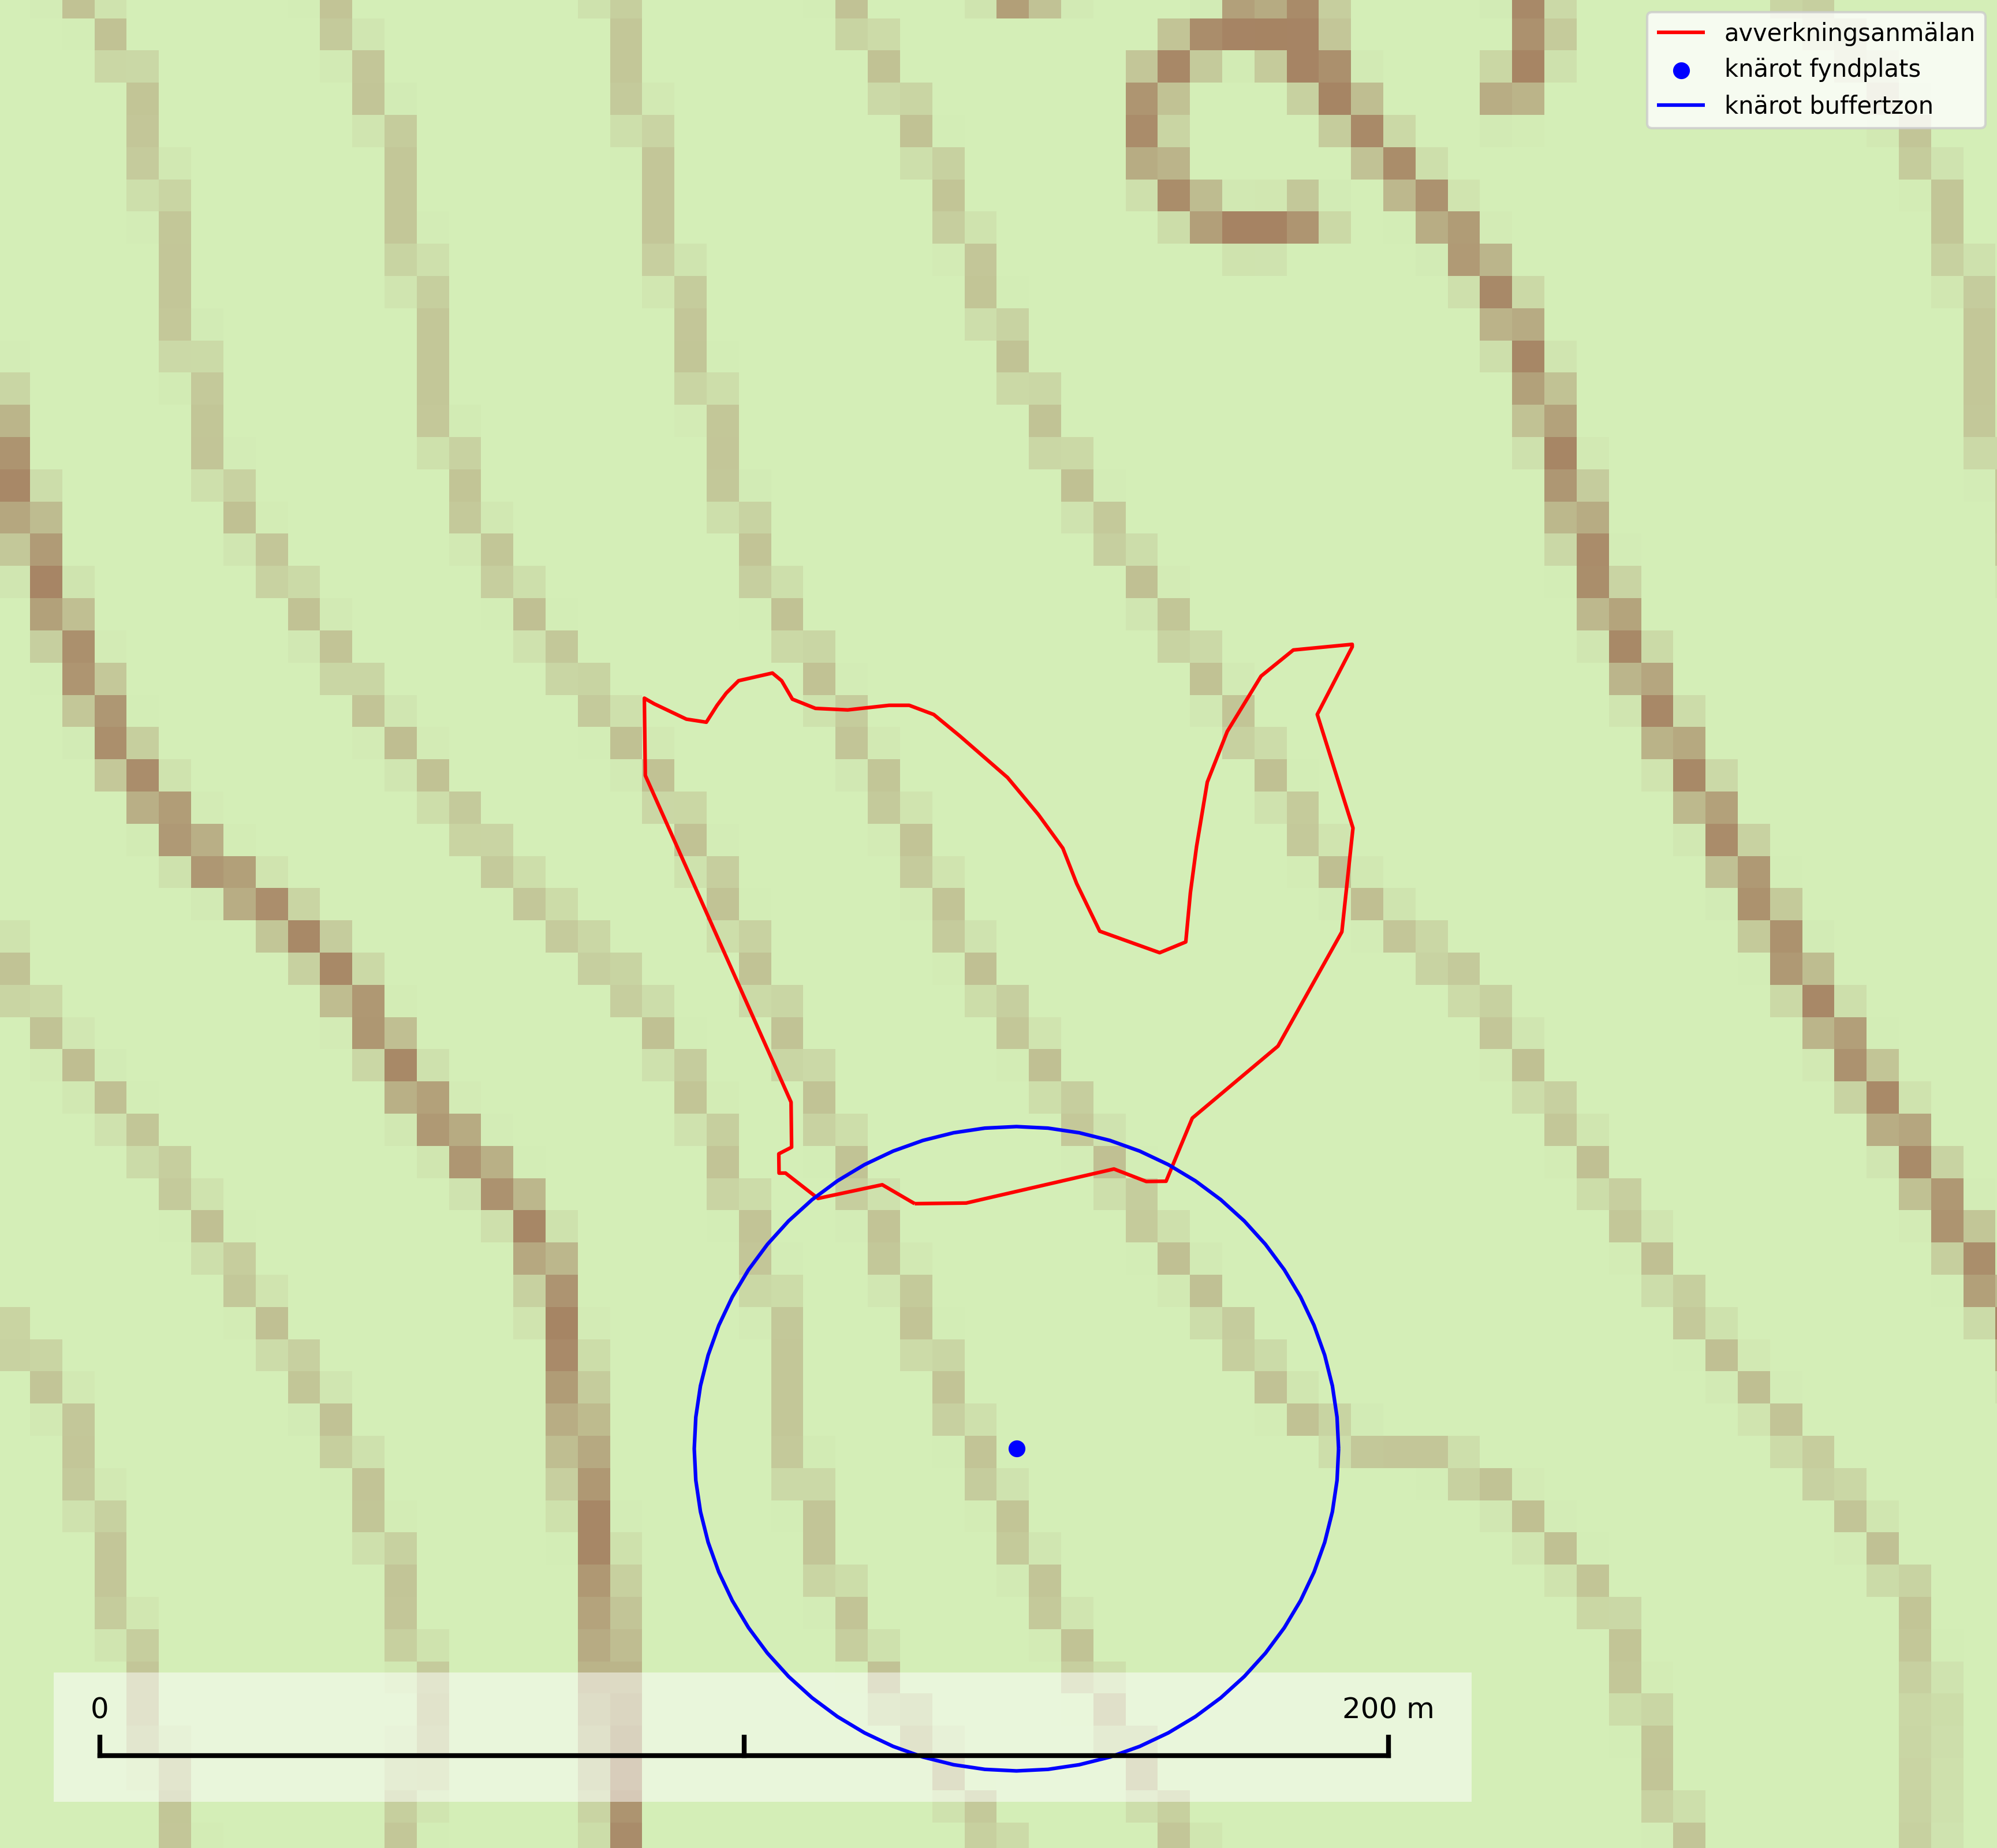 avverkningsanmälan
knärot fyndplats
knärot buffertzon
0
200 m